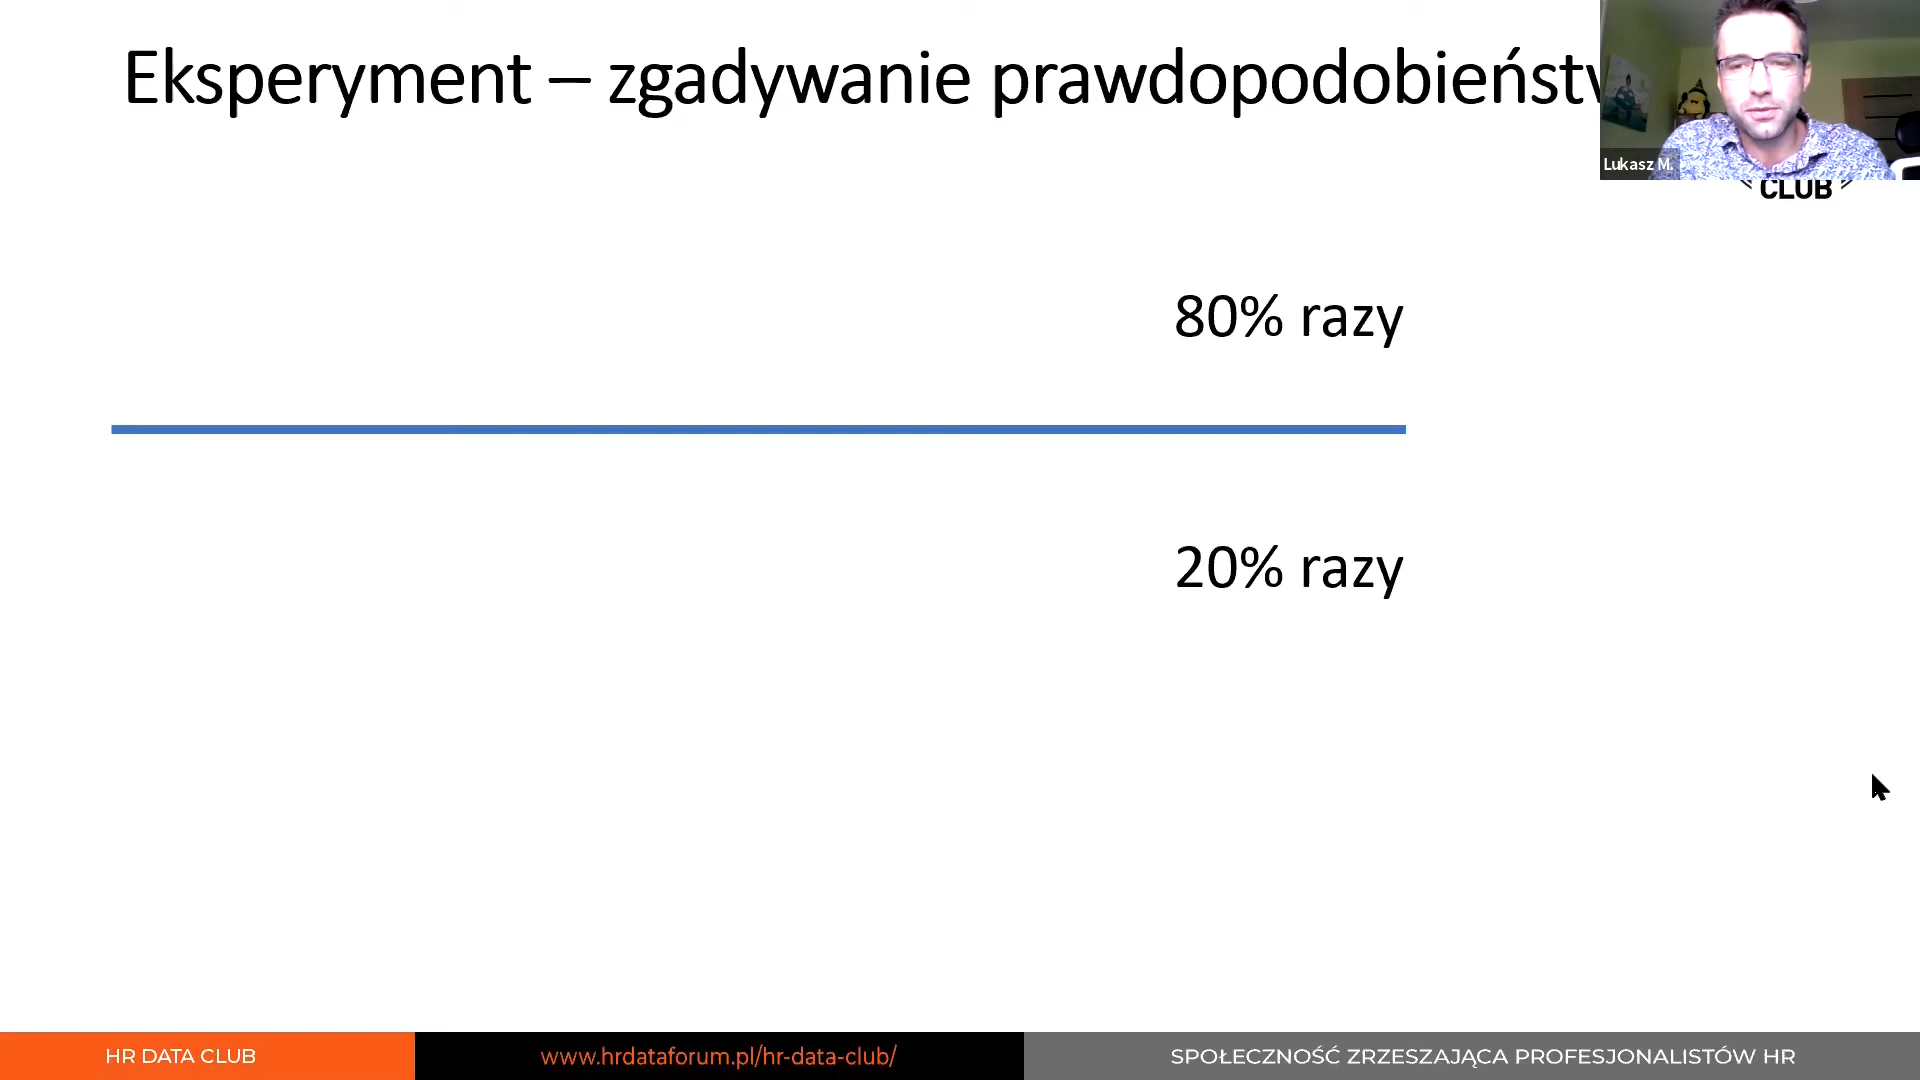 Eksperyment – zgadywanie prawdopodobieńst
Lukasz M.
CLUB
80% razy
20% razy
HR DATA CLUB
www.hrdataforum.pl/hr-data-club/
SPOŁECZNOŚĆ ZRZESZAJĄCA PROFESJONALISTÓW HR